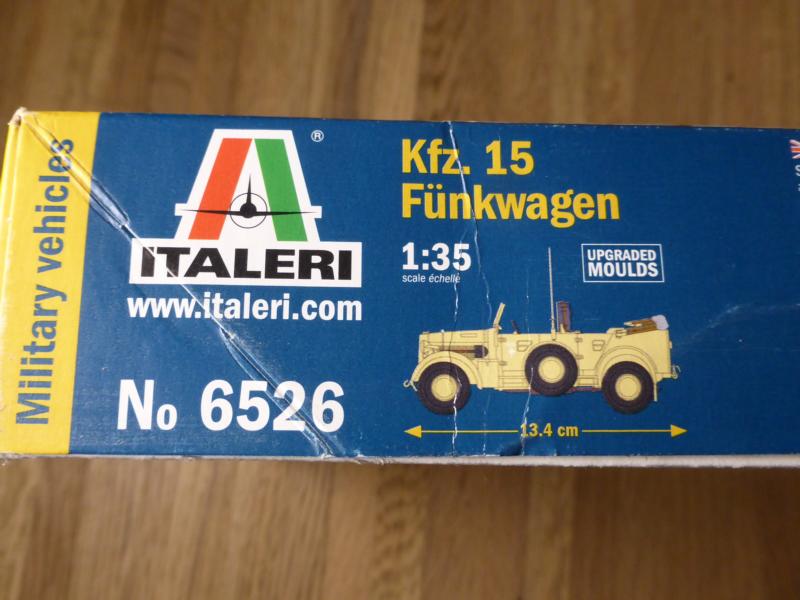 Military vehicles
®
ITALERI
www.italeri.com
No 6526
Kfz. 15
Fünkwagen
1:35
scale échelle
UPGRADED
MOULDS
13.4 cm